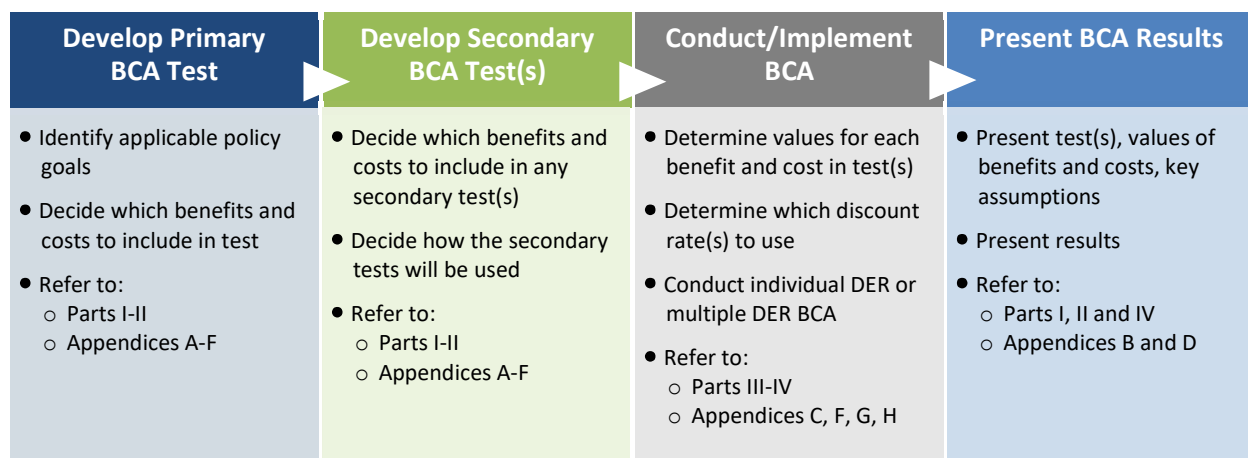 Develop Primary
BCA Test
● Identify applicable policy
goals
● Decide which benefits and
costs to include in test
● Refer to:
o Parts I-II
o Appendices A-F
Develop Secondary
BCA Test(s)
● Decide which benefits and
costs to include in any
secondary test(s)
● Decide how the secondary
tests will be used
● Refer to:
o Parts I-II
o Appendices A-F
Conduct/Implement
BCA
● Determine values for each
benefit and cost in test(s)
● Determine which discount
rate(s) to use
● Conduct individual DER or
multiple DER BCA
● Refer to:
o Parts III-IV
o Appendices C, F, G, H
Present BCA Results
● Present test(s), values of
benefits and costs, key
assumptions
● Present results
● Refer to:
o Parts I, II and IV
o Appendices B and D